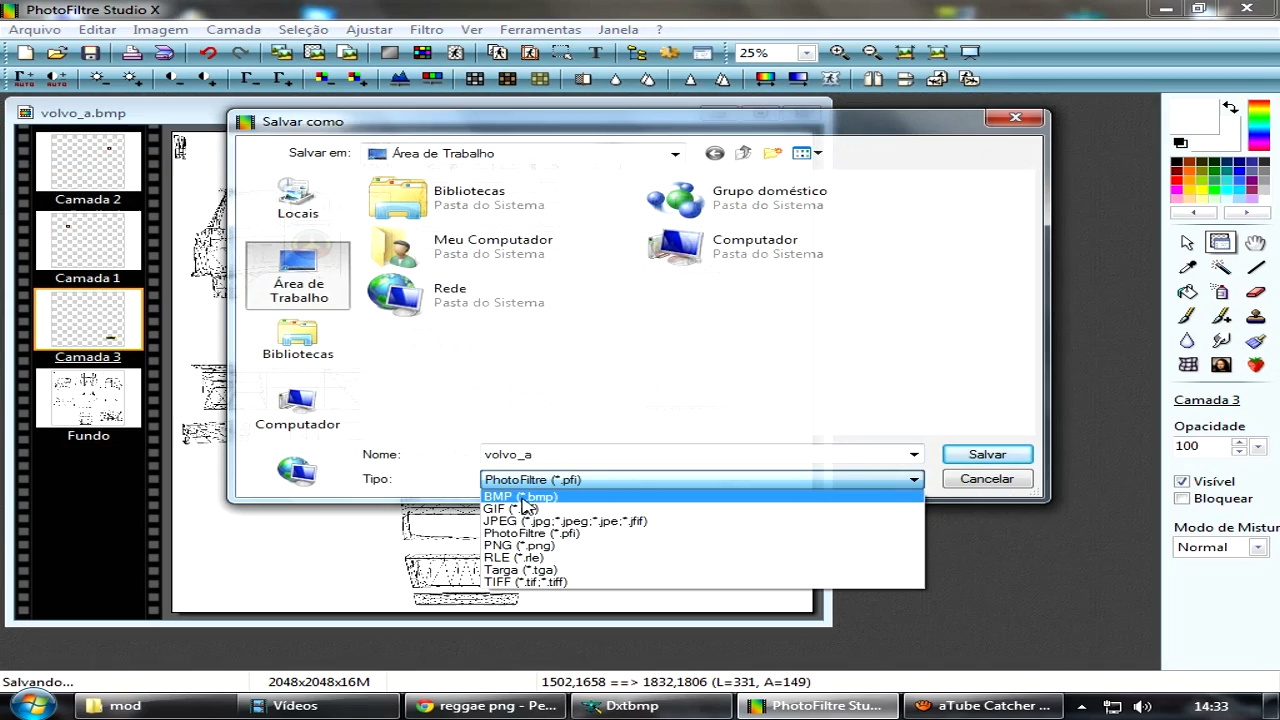 PhotoFiltre Studio X
Arquivo Editar Imagem Camada Seleção Ajustar Filtro Ver Ferramentas Janela ?
25%
volvo_a.bmp
Camada 2
Camada 1
Camada 3
Fundo
Salvar como
Salvar em: Área de Trabalho
Locais
Área de
Trabalho
Bibliotecas
Computador
Bibliotecas
Pasta do Sistema
Grupo doméstico
Pasta do Sistema
Meu Computador
Pasta do Sistema
Computador
Pasta do Sistema
Rede
Pasta do Sistema
Nome: volvo_a Salvar
Tipo: PhotoFiltre (*.pfi) Cancelar
BMP (*.bmp)
GIF
JPEG (*.jpg;*.jpeg;*.jpe;*.jfif)
PhotoFiltre (*.pfi)
PNG (*.png)
RLE (*.rle)
Targa (*.tga)
TIFF (*.tif;*.tiff)
Camada 3
Opacidade
100
Visível
Bloquear
Modo de Mistur
Normal
Salvando... 2048x2048x16M 1502,1658 ==> 1832,1806 (L=331, A=149)
mod Vídeos reggae png - Pe... Dxtbmp PhotoFiltre Stu... aTube Catcher ... 14:33